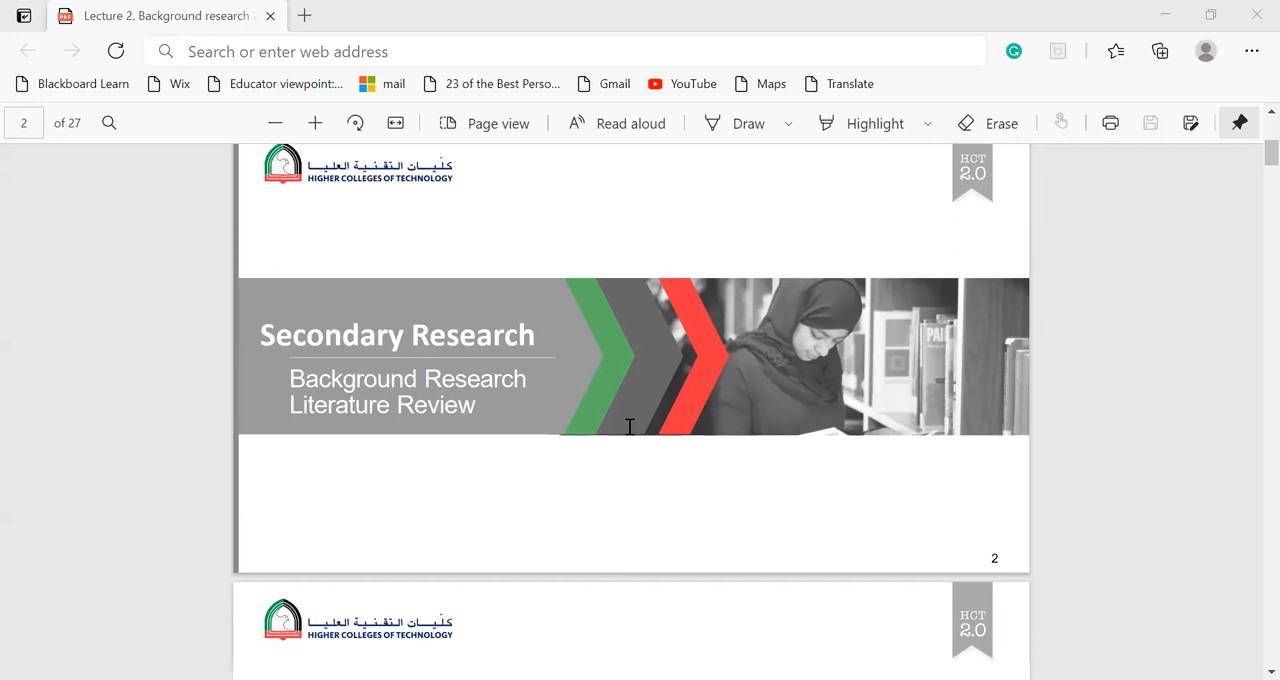 Lecture 2. Background research
Search or enter web address
Blackboard Learn
Wix
Educator viewpoint:...
mail
23 of the Best Perso...
Gmail
YouTube
Maps
Translate
2 of 27
Page view
Read aloud
Draw
Highlight
Erase
كليات التقنية العليا
HIGHER COLLEGES OF TECHNOLOGY
HCT
2.0
Secondary Research
Background Research
Literature Review
PAI
2
كليات التقنية العليا
HIGHER COLLEGES OF TECHNOLOGY
HCT
2.0